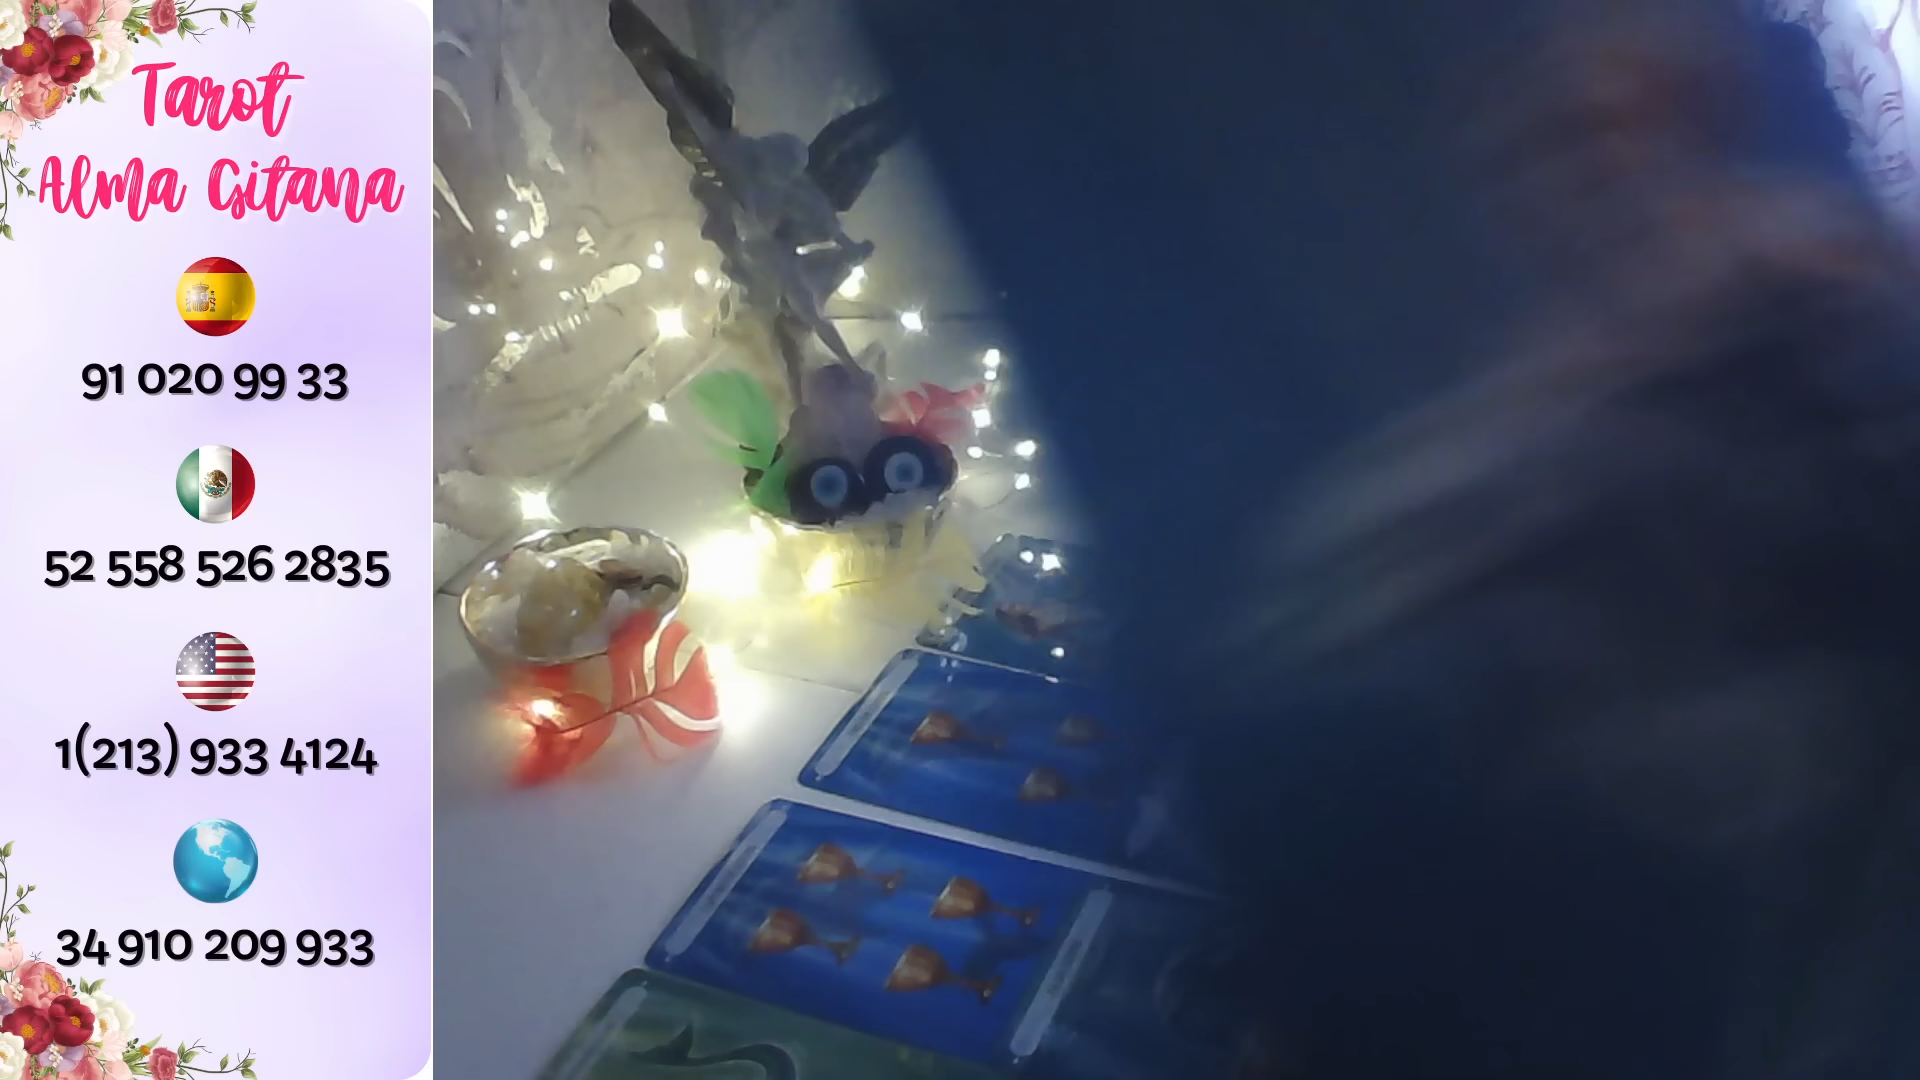 Tarot
Alma Gitana
91 020 99 33
52 558 526 2835
1(213) 933 4124
34 910 209 933